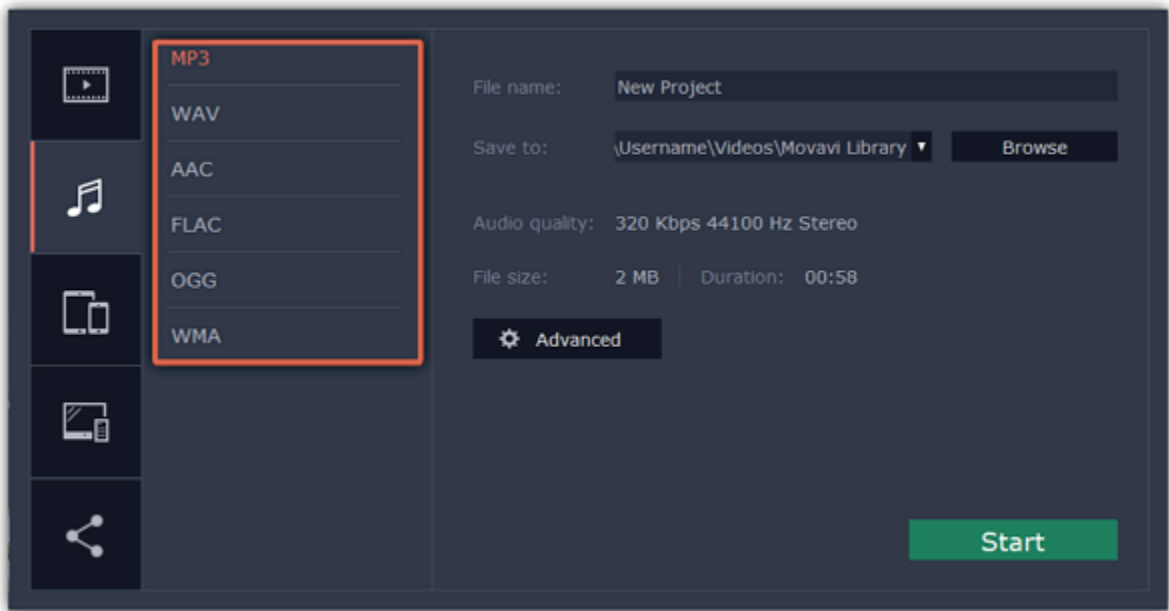 MP3
WAV
AAC
FLAC
OGG
WMA
File name: New Project
Save to: \Username\Videos\Movavi Library Browse
Audio quality: 320 Kbps 44100 Hz Stereo
File size: 2 MB Duration: 00:58
Advanced
Start